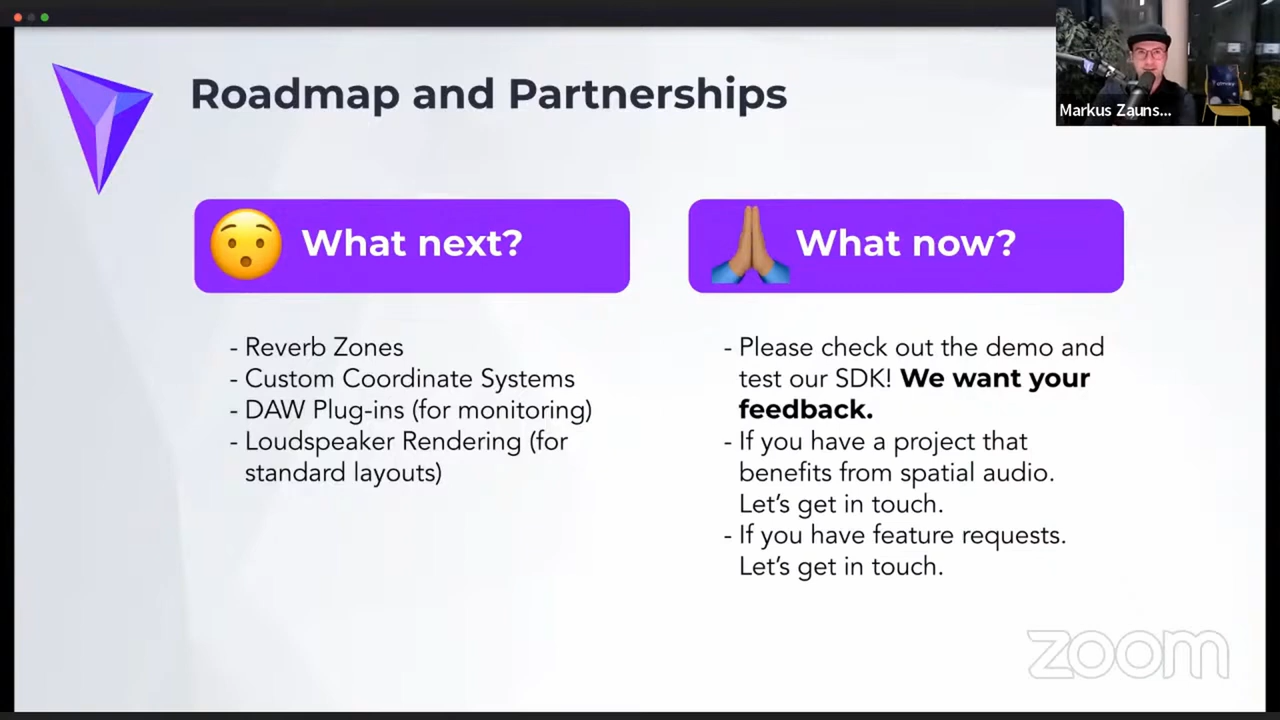 Roadmap and Partnerships
Markus Zauns...
What next?
- Reverb Zones
- Custom Coordinate Systems
- DAW Plug-ins (for monitoring)
- Loudspeaker Rendering (for
standard layouts)
What now?
- Please check out the demo and
test our SDK! We want your
feedback.
- If you have a project that
benefits from spatial audio.
Let's get in touch.
- If you have feature requests.
Let's get in touch.
zoom